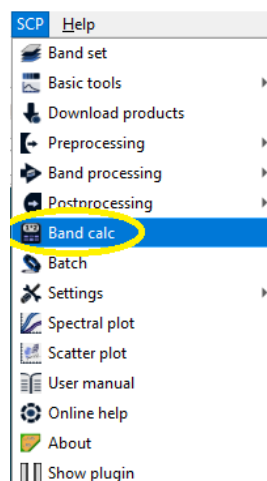 SCP Help
Band set
Basic tools
Download products
Preprocessing
Band processing
Postprocessing
Band calc
Batch
Settings
Spectral plot
Scatter plot
User manual
Online help
About
Show plugin